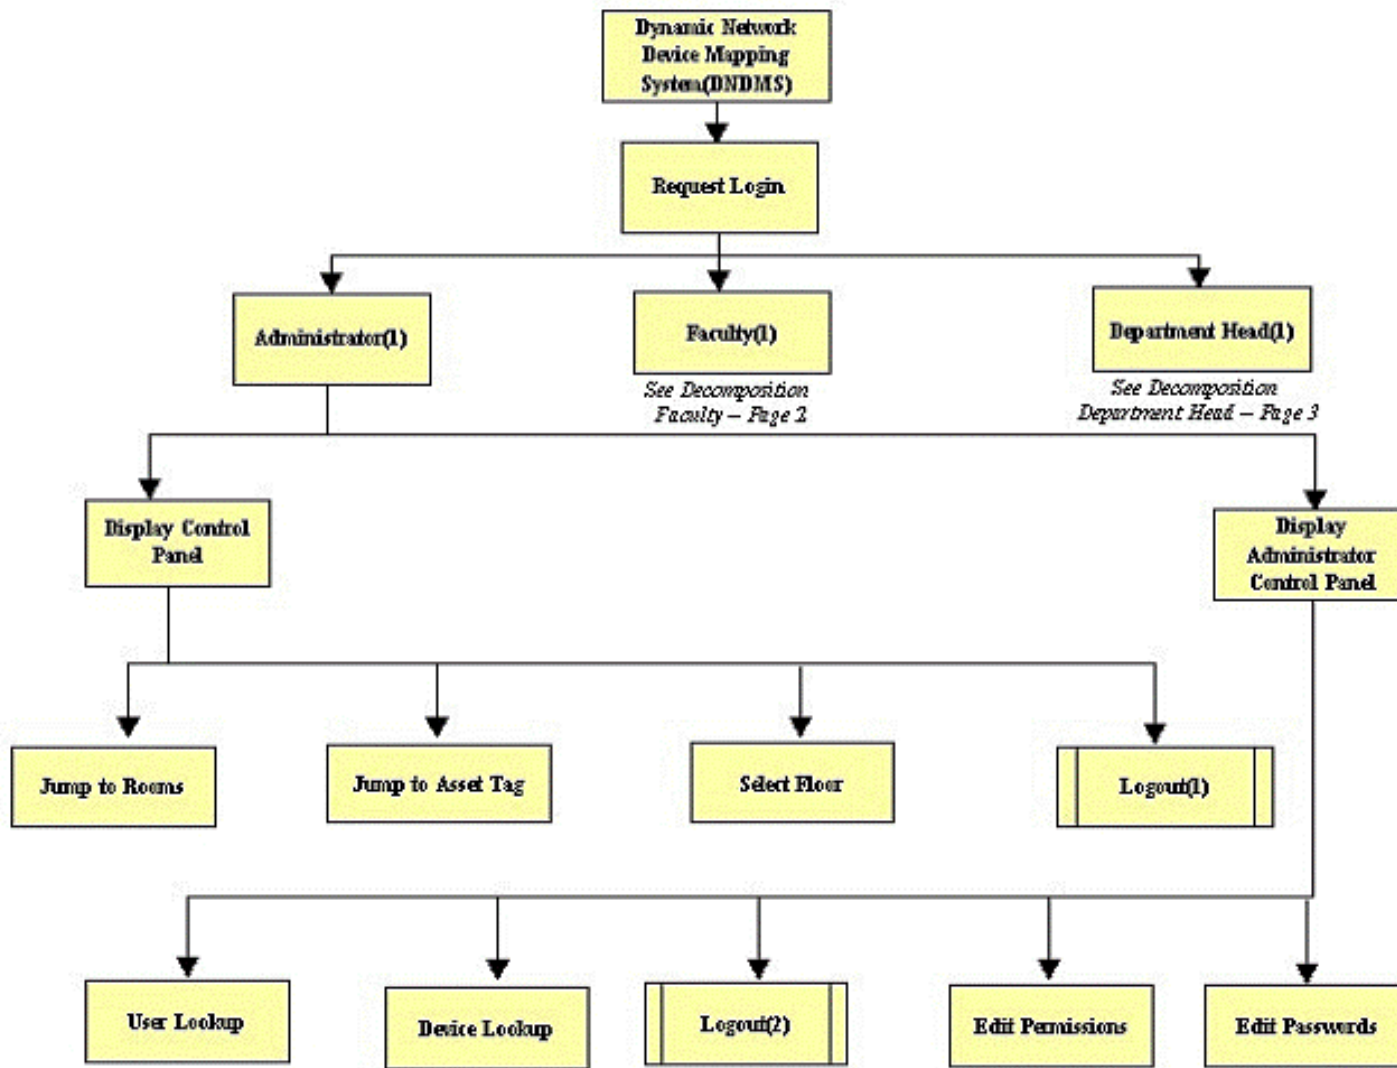 Dynamic Network
Device Mapping
System(DNDMS)
Request Login
Administrator(1)
Faculty(1)
Department Head(1)
See Decomposition
Faculty – Page 2
See Decomposition
Department Head – Page 3
Display Control
Panel
Display
Administrator
Control Panel
Jump to Rooms
Jump to Asset Tag
Select Floor
Logout(1)
User Lookup
Device Lookup
Logout(2)
Edit Permissions
Edit Passwords